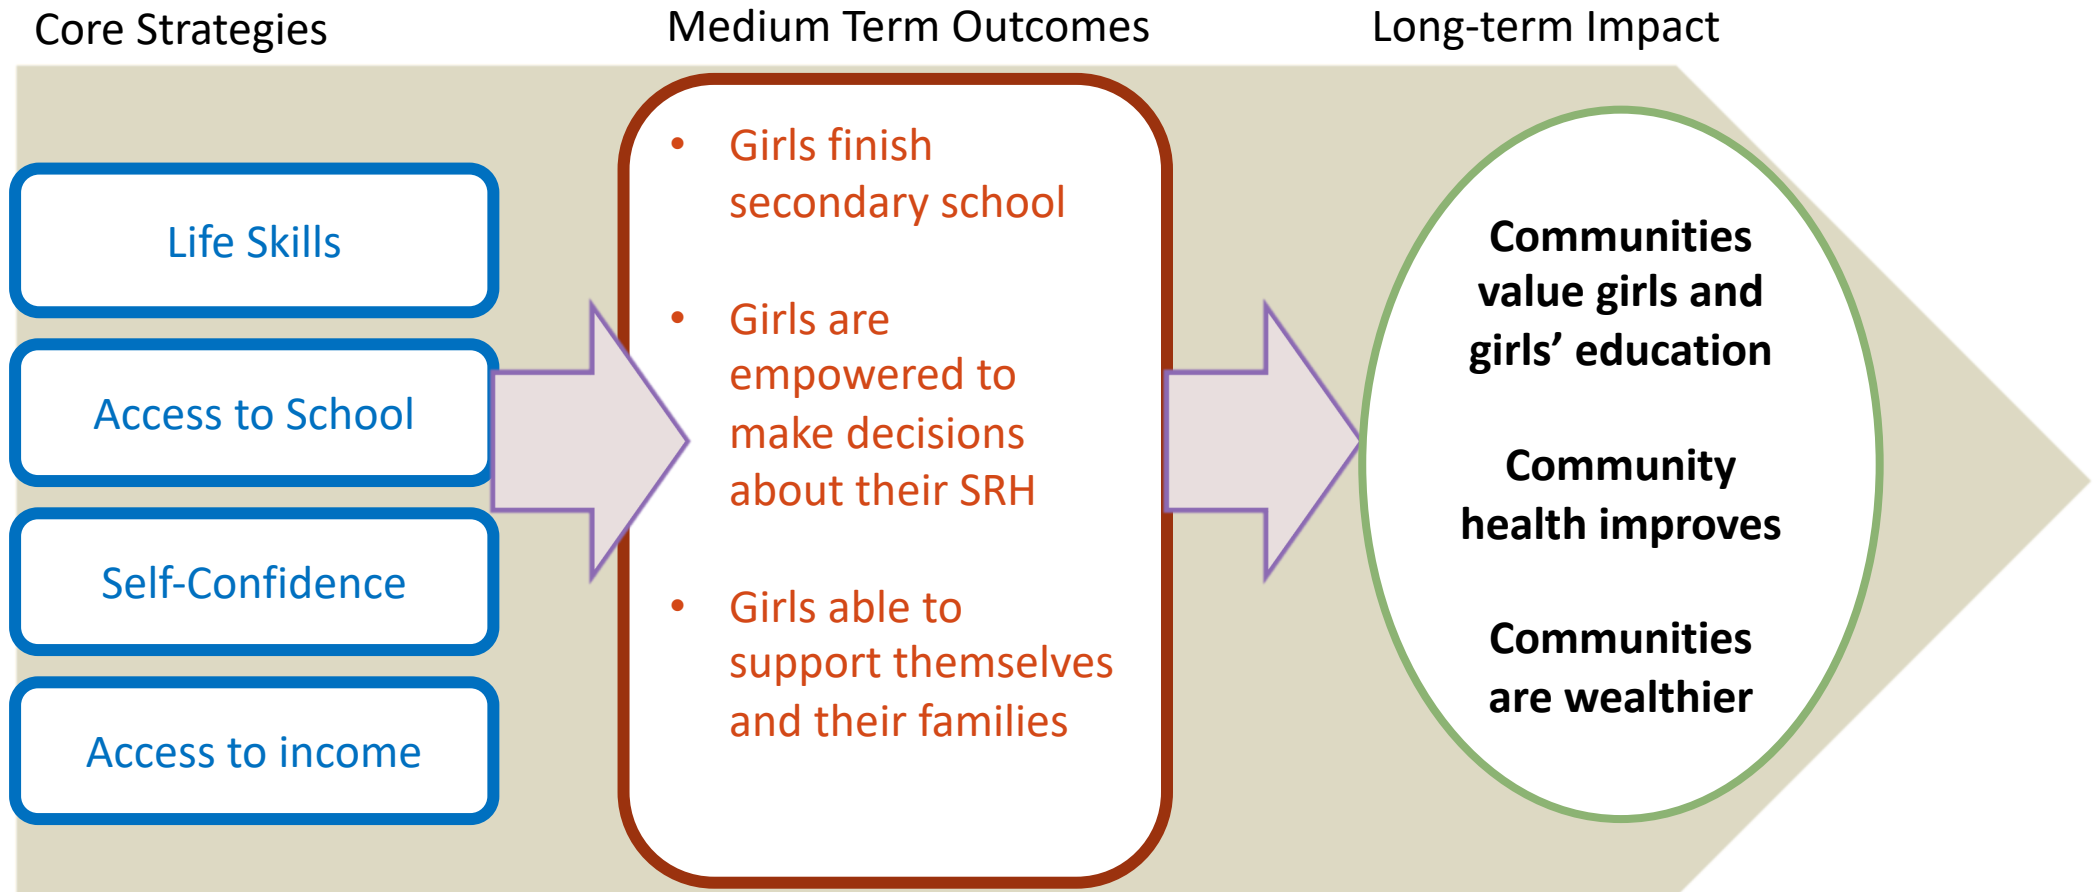 Core Strategies
Medium Term Outcomes
Long-term Impact
Life Skills
Access to School
Self-Confidence
Access to income
• Girls finish
secondary school
• Girls are
empowered to
make decisions
about their SRH
• Girls able to
support themselves
and their families
Communities
value girls and
girls’ education
Community
health improves
Communities
are wealthier